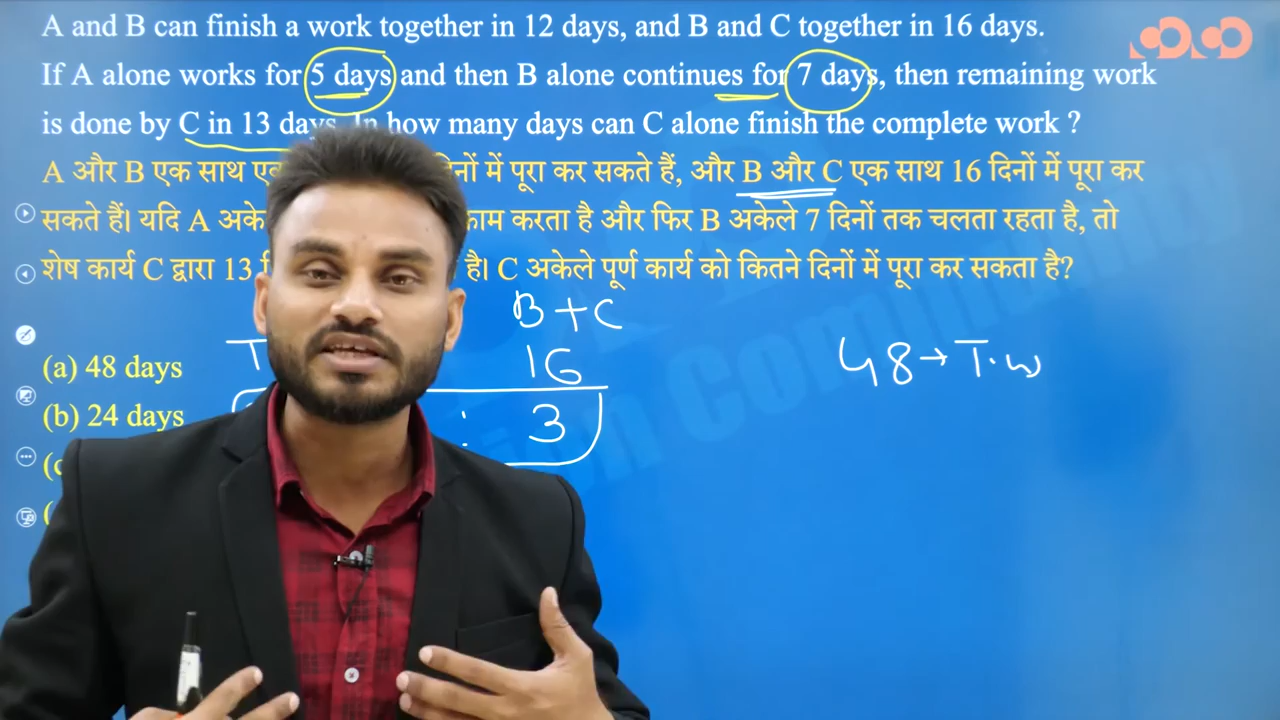 A and B can finish a work together in 12 days, and B and C together in 16 days.
If A alone works for 5 days and then B alone continues for 7 days, then remaining work
is done by C in 13 days. In how many days can C alone finish the complete work ?
A और B एक साथ दिनों में पूरा कर सकते हैं, और B और C एक साथ 16 दिनों में पूरा कर
सकते हैं। यदि A काम करता है और फिर B अकेले 7 दिनों तक चलता रहता है, तो
शेष कार्य C द्वारा 13 है। C अकेले पूर्ण कार्य को कितने दिनों में पूरा कर सकता है?
B + C
T 16
48 → T.W
(a) 48 days
: 3
(b) 24 days